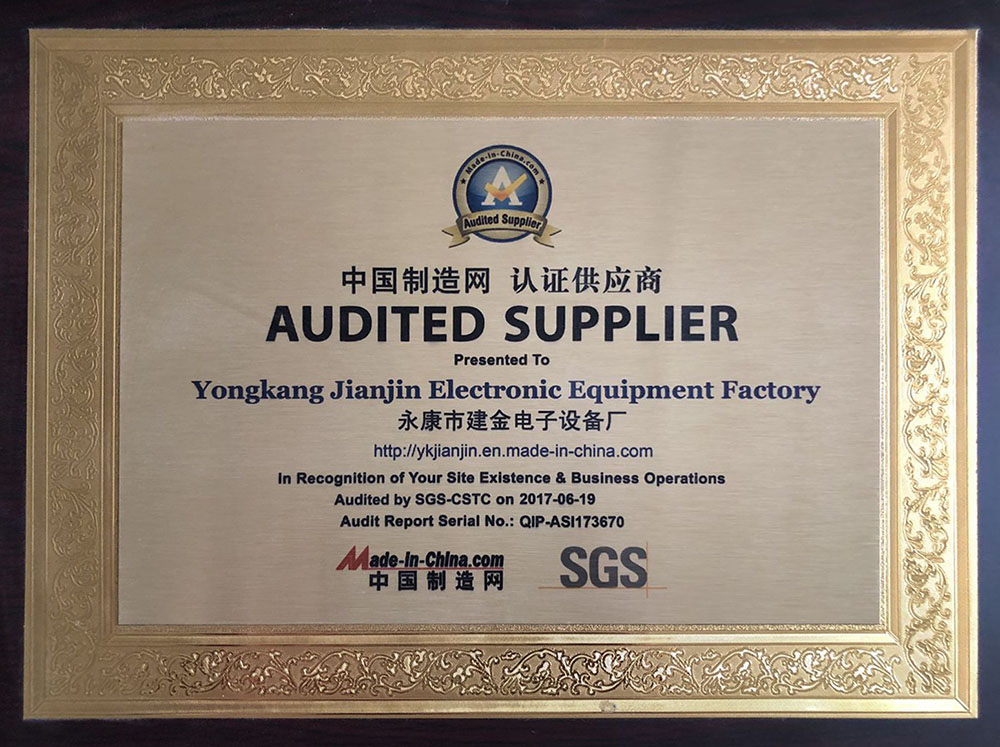 Made-in-China.com
A
Audited Supplier
中国制造网 认证供应商
AUDITED SUPPLIER
Presented To
Yongkang Jianjin Electronic Equipment Factory
永康市建金电子设备厂
http://ykjianjin.en.made-in-china.com
In Recognition of Your Site Existence & Business Operations
Audited by SGS-CSTC on 2017-06-19
Audit Report Serial No.: QIP-ASI173670
Made-in-China.com
中国制造网
SGS